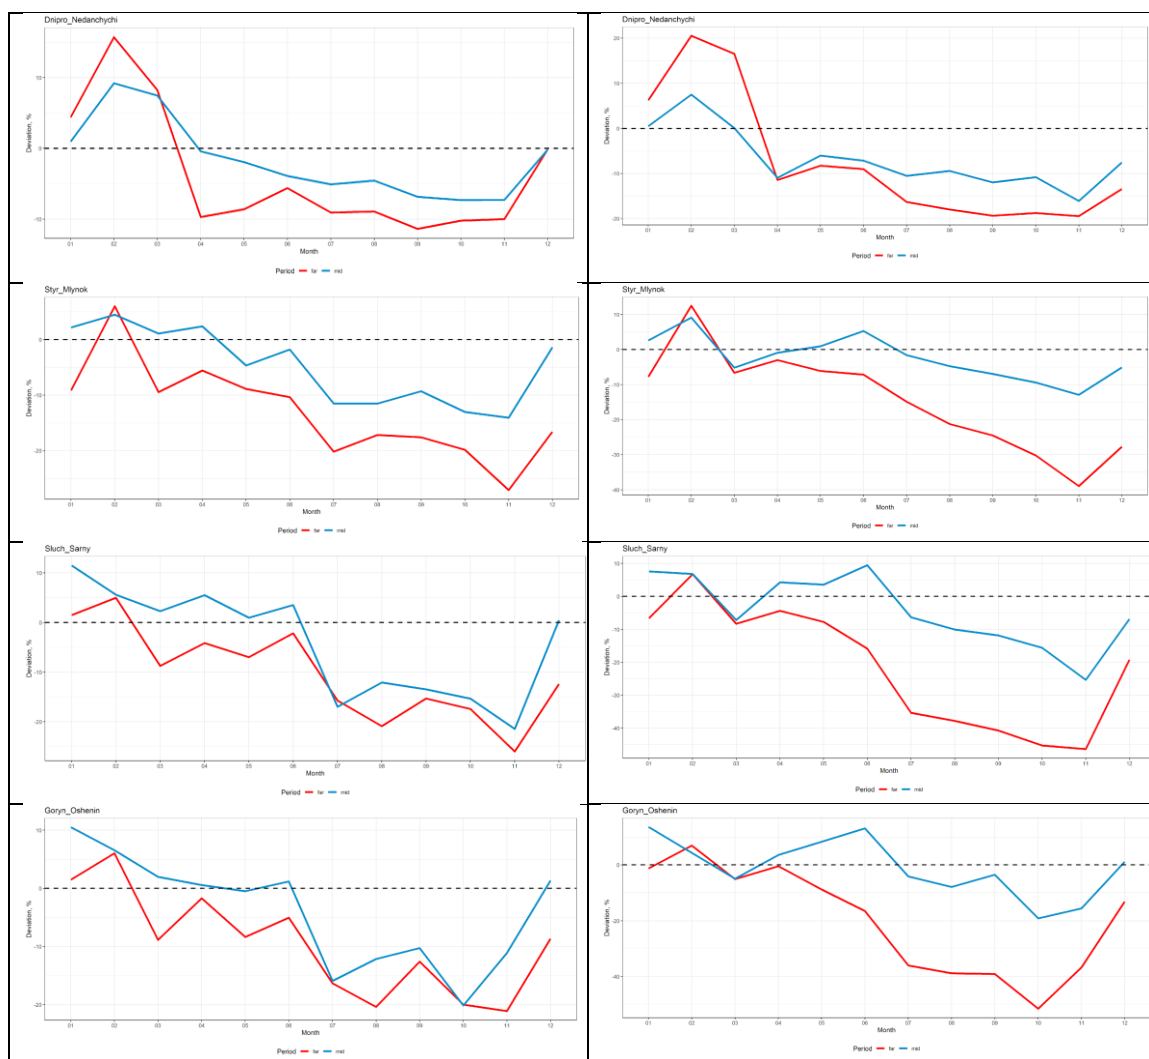 Dnipro_Nedanchychi
Deviation, %
10
0
-10
01 02 03 04 05 06 07 08 09 10 11 12
Month
Period far mid
Dnipro_Nedanchychi
Deviation, %
20
10
0
-10
-20
01 02 03 04 05 06 07 08 09 10 11 12
Month
Period far mid
Styr_Mlynok
Deviation, %
0
-10
-20
01 02 03 04 05 06 07 08 09 10 11 12
Month
Period far mid
Styr_Mlynok
Deviation, %
10
0
-10
-20
-30
-40
01 02 03 04 05 06 07 08 09 10 11 12
Month
Period far mid
Sluch_Sarny
Deviation, %
10
0
-10
-20
01 02 03 04 05 06 07 08 09 10 11 12
Month
Period far mid
Sluch_Sarny
Deviation, %
10
0
-10
-20
-30
-40
01 02 03 04 05 06 07 08 09 10 11 12
Month
Period far mid
Goryn_Oshenin
Deviation, %
10
0
-10
-20
01 02 03 04 05 06 07 08 09 10 11 12
Month
Period far mid
Goryn_Oshenin
Deviation, %
0
-20
-40
01 02 03 04 05 06 07 08 09 10 11 12
Month
Period far mid